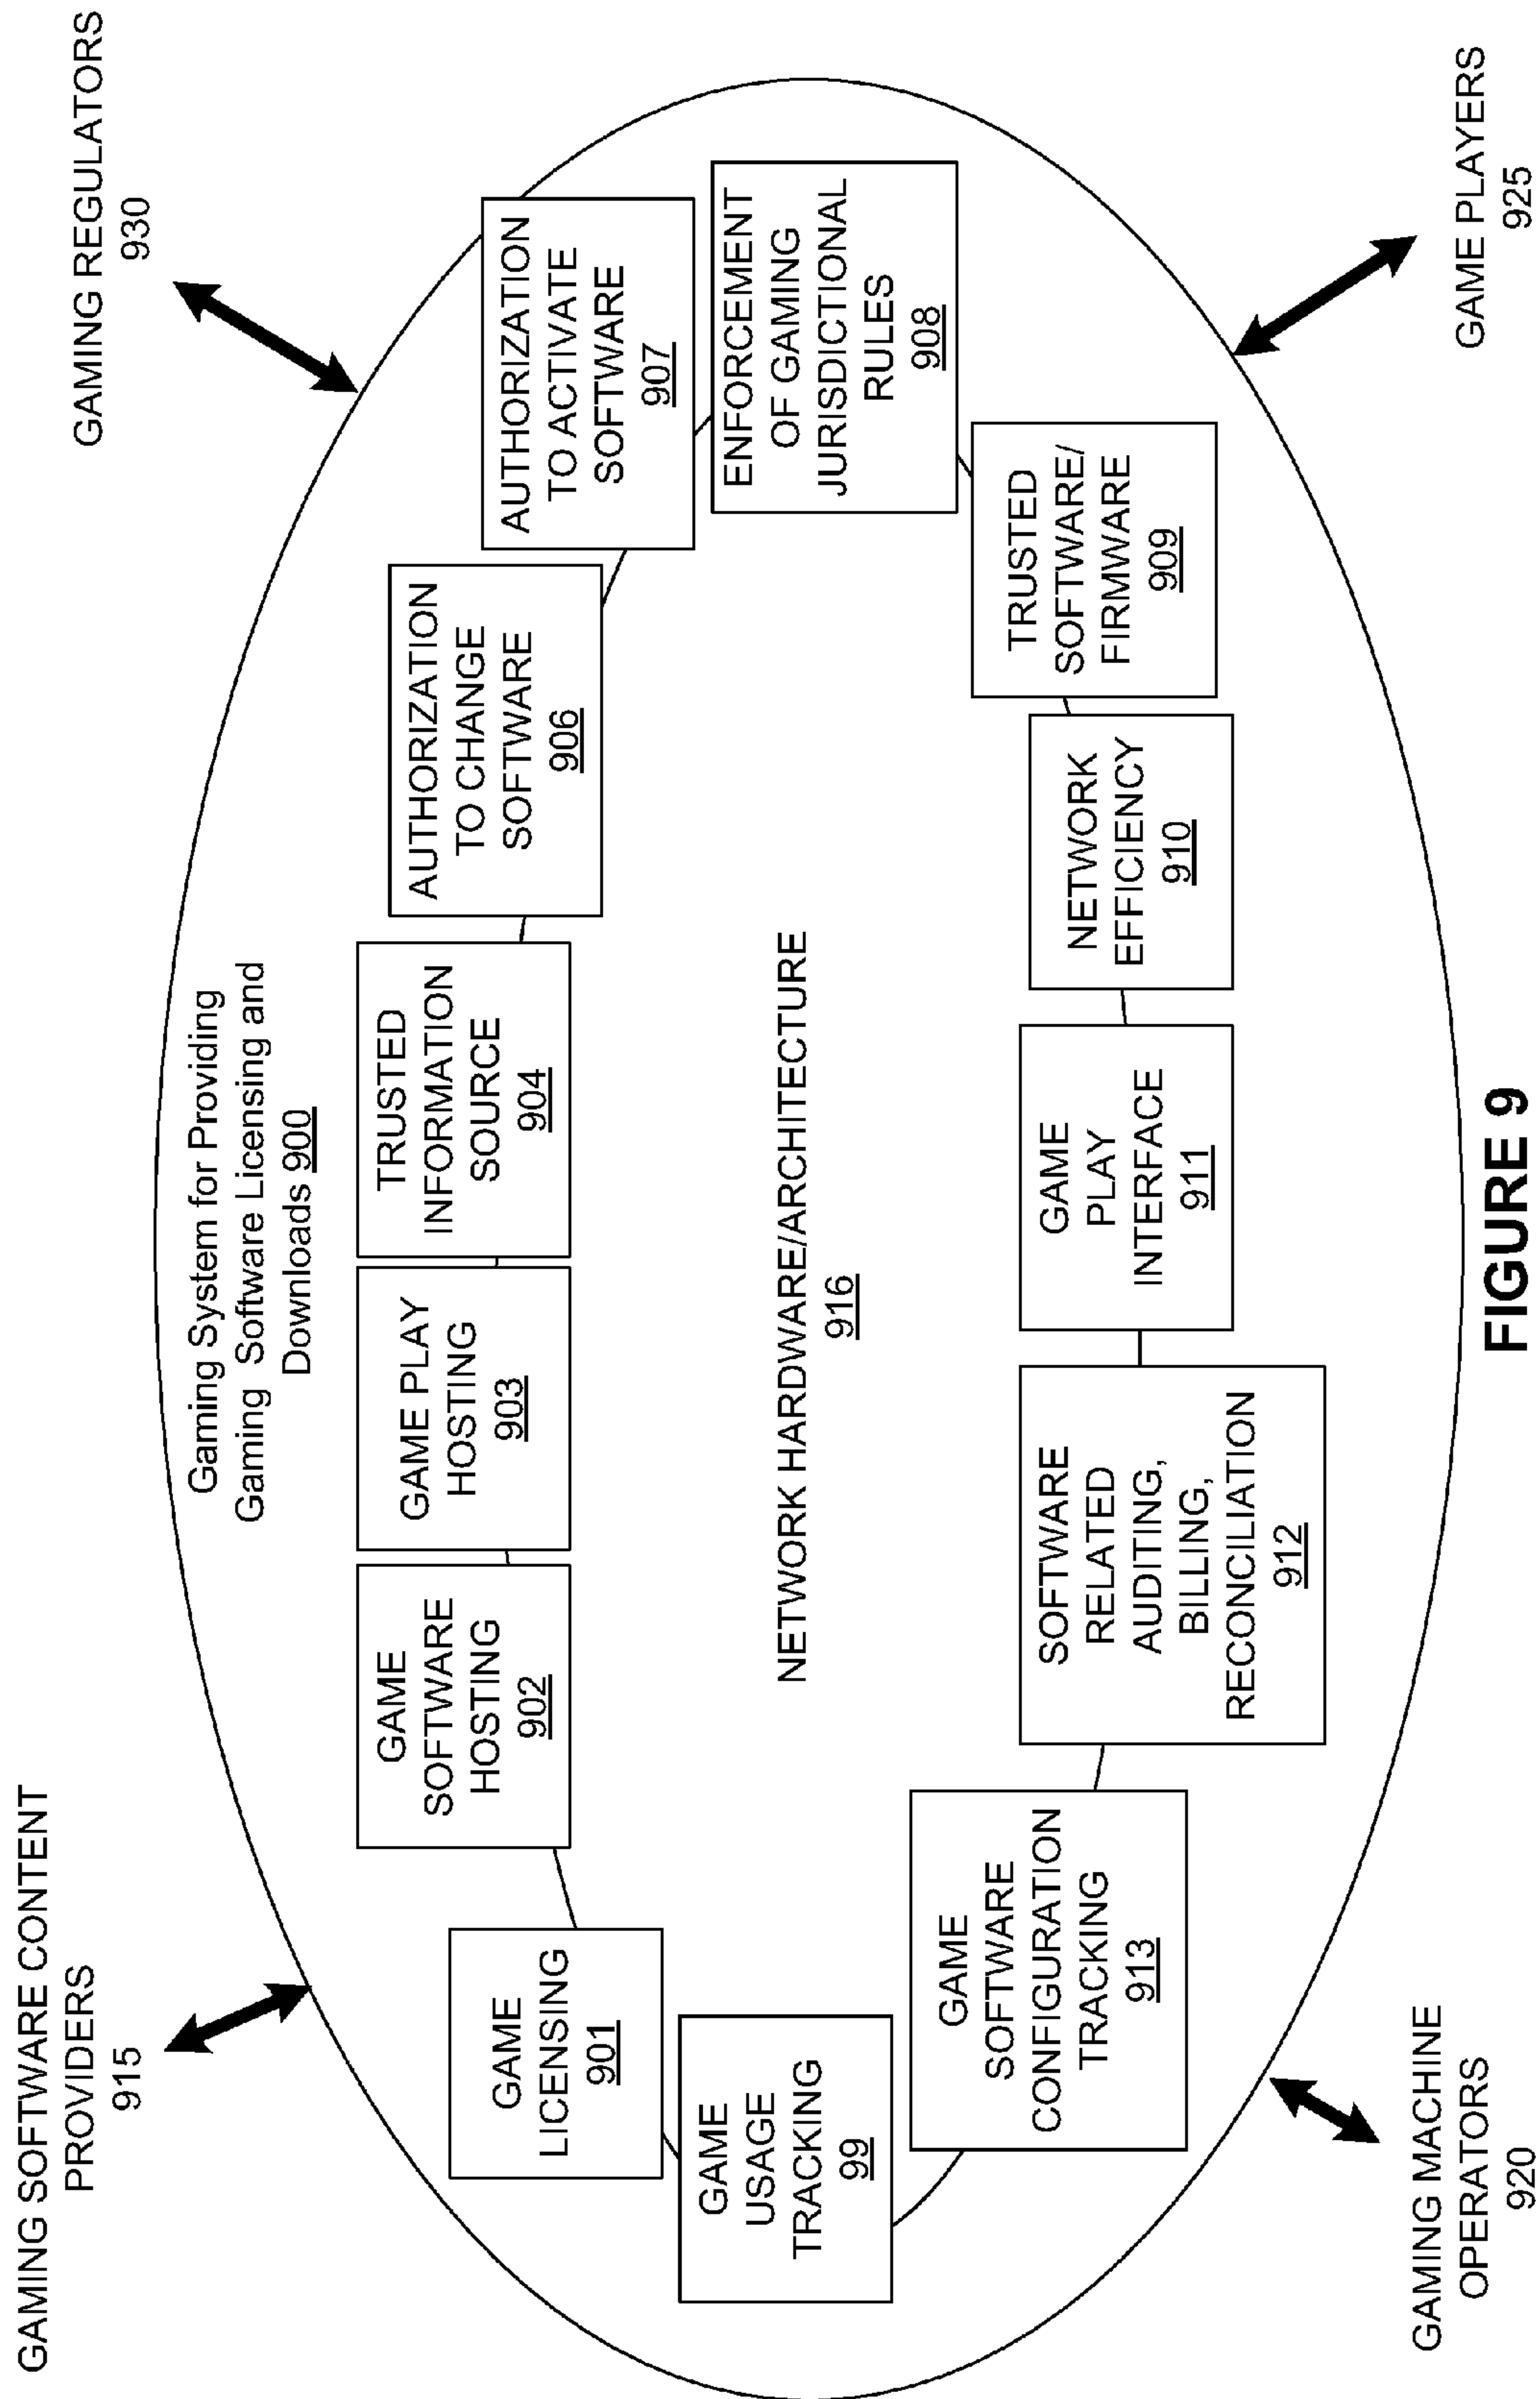 GAMING SOFTWARE CONTENT
PROVIDERS
915
GAMING REGULATORS
930
Gaming System for Providing
Gaming Software Licensing and
Downloads 900
GAME
LICENSING
901
GAME
SOFTWARE
HOSTING
902
GAME PLAY
HOSTING
903
TRUSTED
INFORMATION
SOURCE
904
AUTHORIZATION
TO CHANGE
SOFTWARE
906
AUTHORIZATION
TO ACTIVATE
SOFTWARE
907
ENFORCEMENT
OF GAMING
JURISDICTIONAL
RULES
908
GAME
USAGE
TRACKING
99
NETWORK HARDWARE/ARCHITECTURE
916
GAME
SOFTWARE
CONFIGURATION
TRACKING
913
SOFTWARE
RELATED
AUDITING,
BILLING,
RECONCILIATION
912
GAME
PLAY
INTERFACE
911
NETWORK
EFFICIENCY
910
TRUSTED
SOFTWARE/
FIRMWARE
909
GAMING MACHINE
OPERATORS
920
GAME PLAYERS
925
FIGURE 9